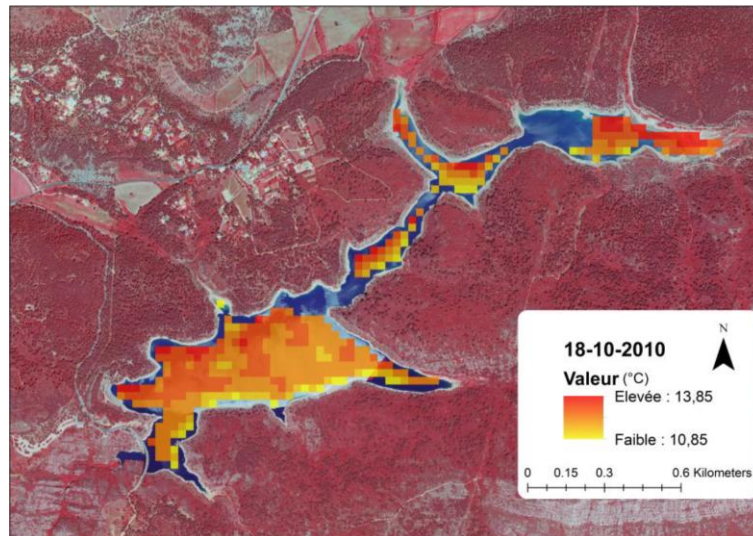 N
18-10-2010
Valeur (°C)
Elevée : 13,85
Faible : 10,85
0 0.15 0.3 0.6 Kilometers